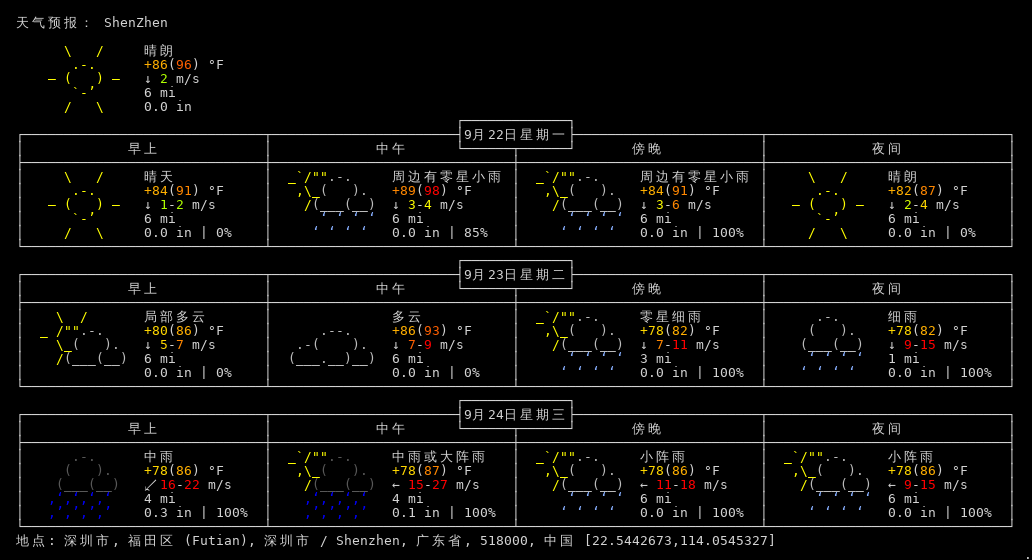 天气预报： ShenZhen
晴朗
+86(96) °F
↓ 2 m/s
6 mi
0.0 in
9月22日星期一
早上 中午 傍晚 夜间
晴天 周边有零星小雨 周边有零星小雨 晴朗
+84(91) °F +89(98) °F +84(91) °F +82(87) °F
↓ 1-2 m/s ↓ 3-4 m/s ↓ 3-6 m/s ↓ 2-4 m/s
6 mi 6 mi 6 mi 6 mi
0.0 in | 0% 0.0 in | 85% 0.0 in | 100% 0.0 in | 0%
9月23日星期二
早上 中午 傍晚 夜间
局部多云 多云 零星细雨 细雨
+80(86) °F +86(93) °F +78(82) °F +78(82) °F
↓ 5-7 m/s ↓ 7-9 m/s ↓ 7-11 m/s ↓ 9-15 m/s
6 mi 6 mi 3 mi 1 mi
0.0 in | 0% 0.0 in | 0% 0.0 in | 100% 0.0 in | 100%
9月24日星期三
早上 中午 傍晚 夜间
中雨 中雨或大阵雨 小阵雨 小阵雨
+78(86) °F +78(87) °F +78(86) °F +78(86) °F
↙ 16-22 m/s ← 15-27 m/s ← 11-18 m/s ← 9-15 m/s
4 mi 4 mi 6 mi 6 mi
0.3 in | 100% 0.1 in | 100% 0.0 in | 100% 0.0 in | 100%
地点: 深圳市, 福田区 (Futian), 深圳市 / Shenzhen, 广东省, 518000, 中国 [22.5442673,114.0545327]